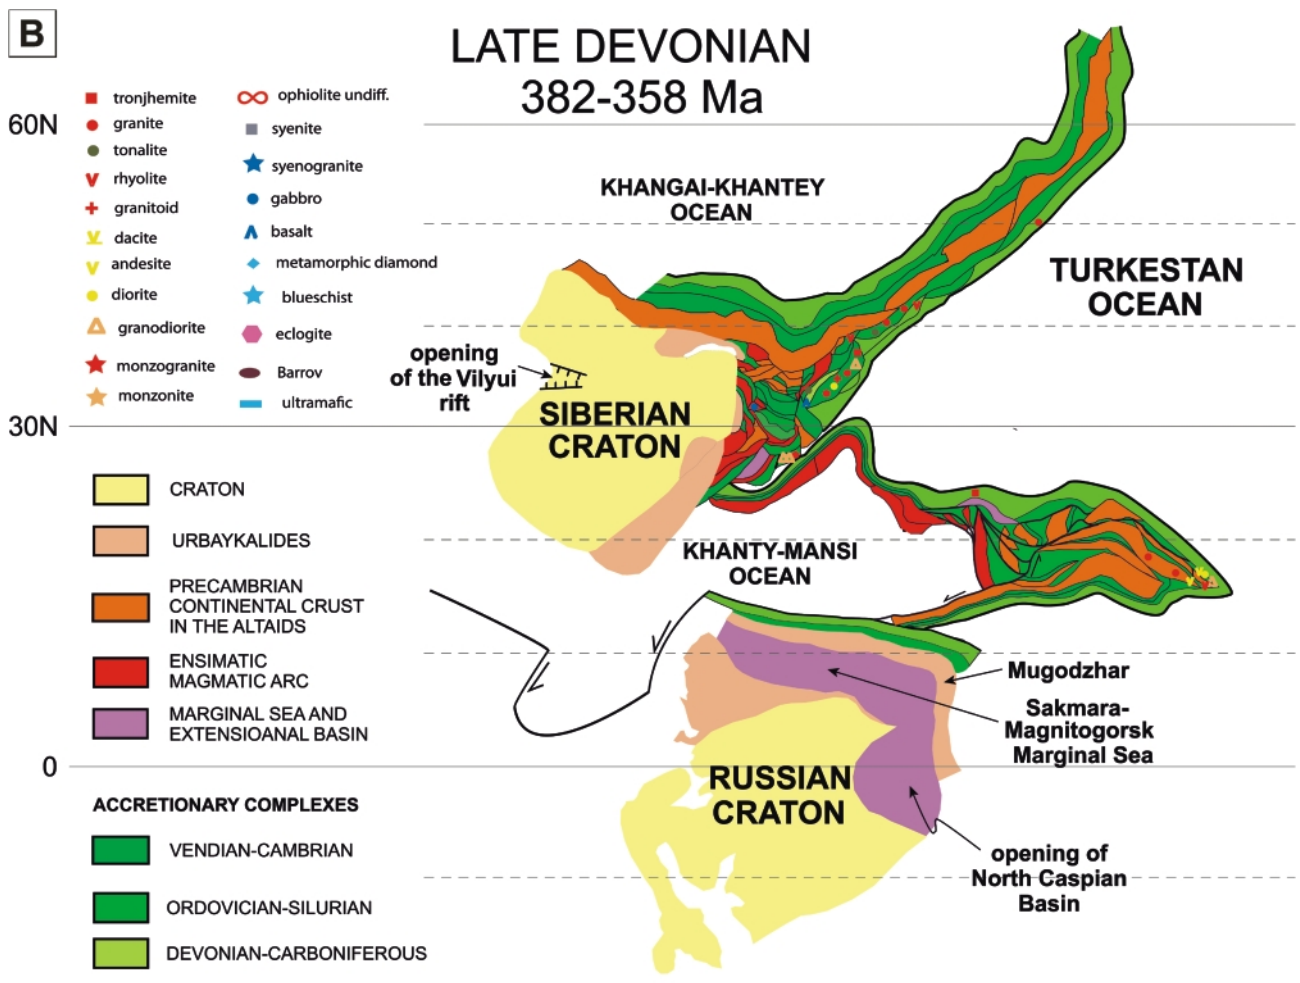 B
LATE DEVONIAN
382-358 Ma
60N
30N
0
tronjhemite
granite
tonalite
rhyolite
granitoid
dacite
andesite
diorite
granodiorite
monzogranite
monzonite
ophiolite undiff.
syenite
syenogranite
gabbro
basalt
metamorphic diamond
blueschist
eclogite
Barrov
ultramafic
KHANGAI-KHANTEY
OCEAN
TURKESTAN
OCEAN
opening
of the Vilyui
rift
SIBERIAN
CRATON
KHANTY-MANSI
OCEAN
CRATON
URBAYKALIDES
PRECAMBRIAN
CONTINENTAL CRUST
IN THE ALTAIDS
ENSIMATIC
MAGMATIC ARC
MARGINAL SEA AND
EXTENSIOANAL BASIN
ACCRETIONARY COMPLEXES
VENDIAN-CAMBRIAN
ORDOVICIAN-SILURIAN
DEVONIAN-CARBONIFEROUS
Mugodzhar
Sakmara-
Magnitogorsk
Marginal Sea
RUSSIAN
CRATON
opening of
North Caspian
Basin